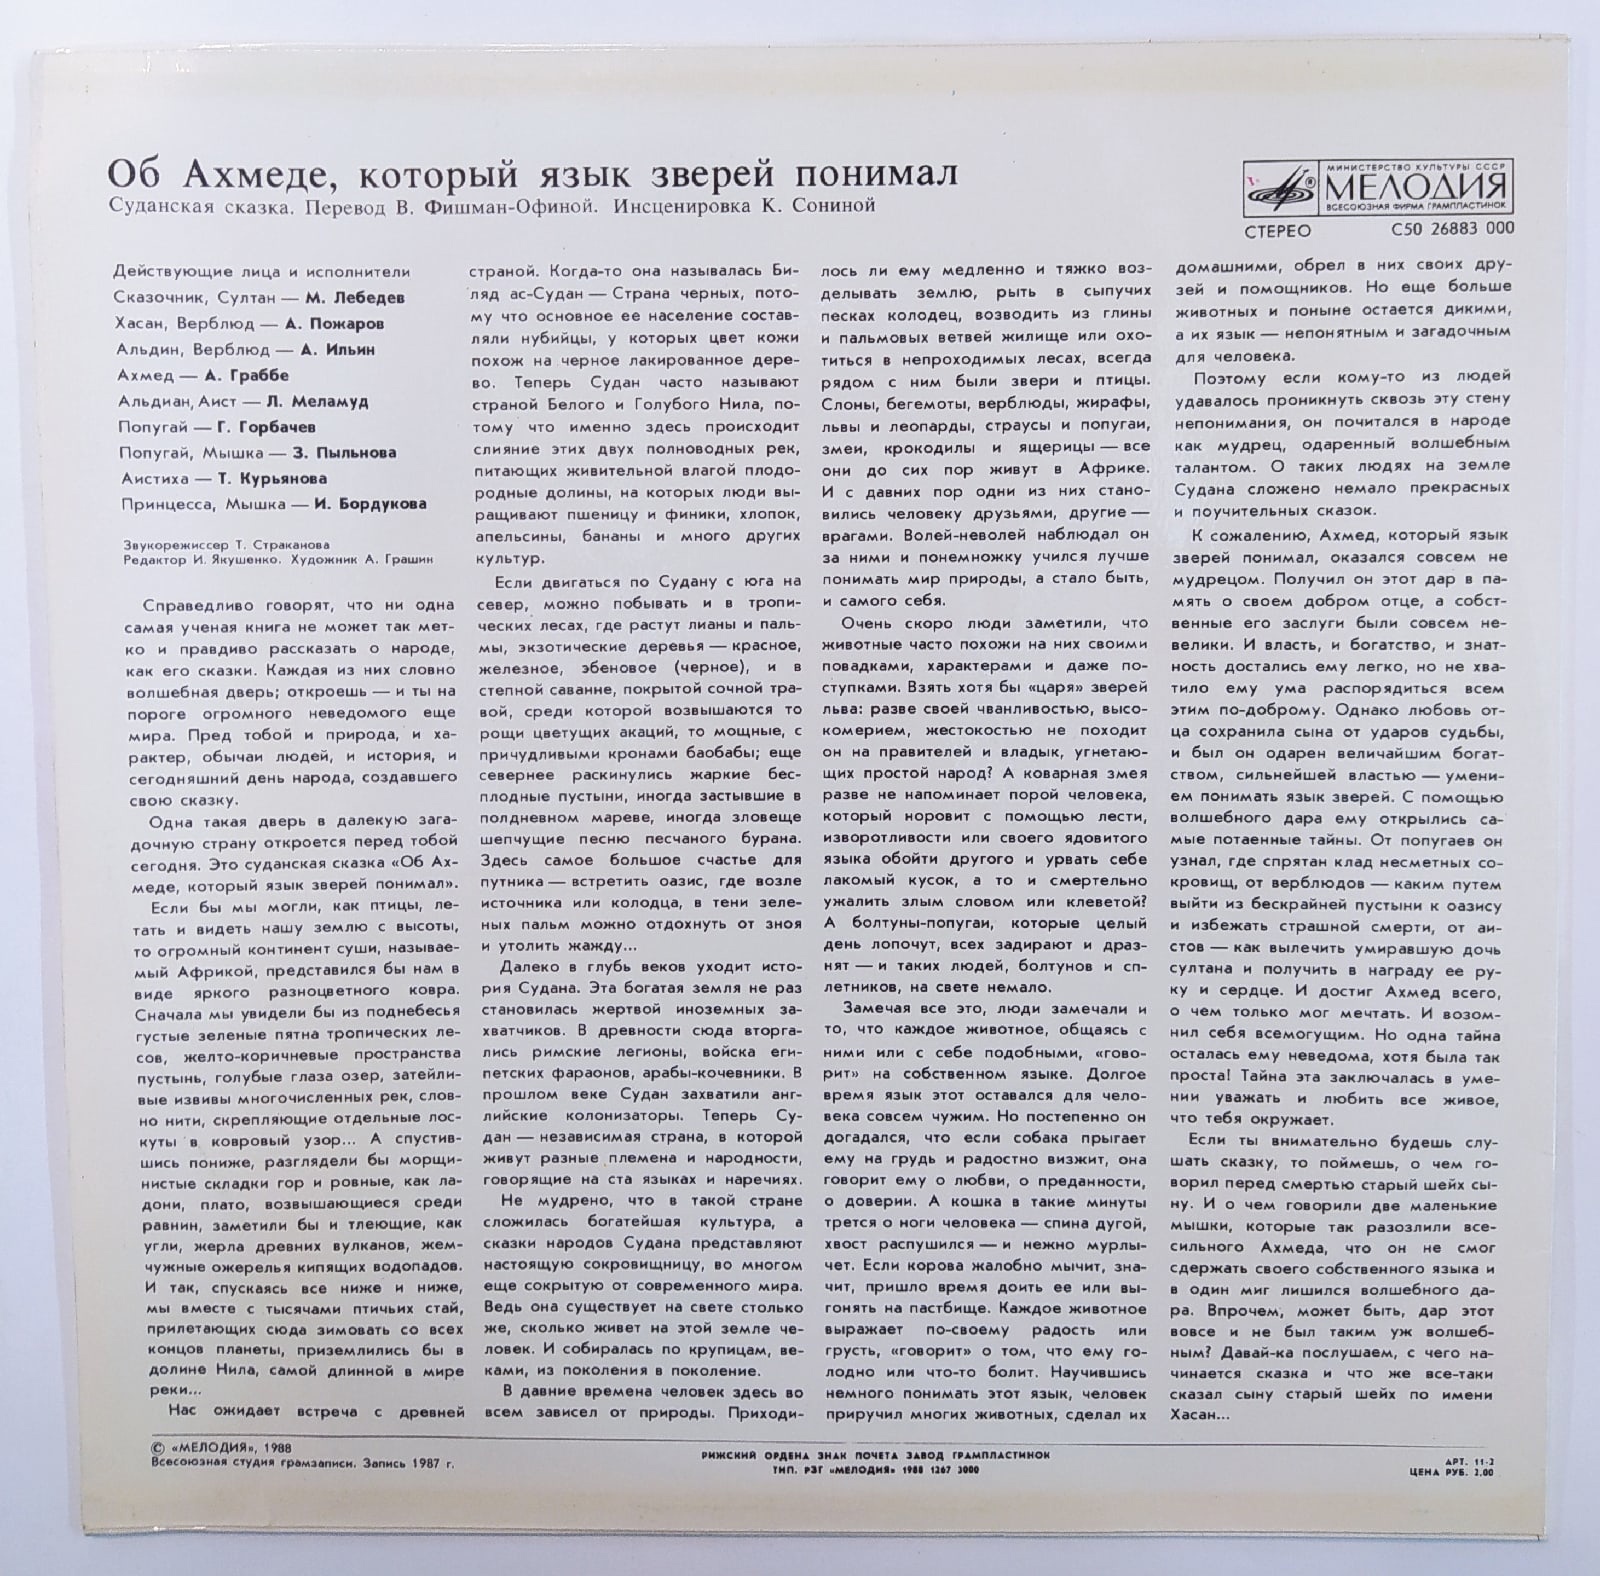 Об Ахмеде, который язык зверей понимал
Суданская сказка. Перевод В. Фишман-Офиной. Инсценировка К. Сониной
МИНИСТЕРСТВО КУЛЬТУРЫ СССР
МЕЛОДИЯ
ВСЕСОЮЗНАЯ ФИРМА ГРАМПЛАСТИНОК
СТЕРЕО С50 26883 000
Действующие лица и исполнители
Сказочник, Султан — М. Лебедев
Хасан, Верблюд — А. Пожаров
Альдин, Верблюд — А. Ильин
Ахмед — А. Граббе
Альдиан, Аист — Л. Меламуд
Попугай — Г. Горбачев
Попугай, Мышка — З. Пыльнова
Аистиха — Т. Курьянова
Принцесса, Мышка — И. Бордукова
Звукорежиссер Т. Страканова
Редактор И. Якушенко. Художник А. Грашин
Справедливо говорят, что ни одна
самая ученая книга не может так мет-
ко и правдиво рассказать о народе,
как его сказки. Каждая из них словно
волшебная дверь; откроешь — и ты на
пороге огромного неведомого еще
мира. Пред тобой и природа, и ха-
рактер, обычаи людей, и история, и
сегодняшний день народа, создавшего
свою сказку.
Одна такая дверь в далекую зага-
дочную страну откроется перед тобой
сегодня. Это суданская сказка «Об Ах-
меде, который язык зверей понимал».
Если бы мы могли, как птицы, ле-
тать и видеть нашу землю с высоты,
то огромный континент суши, называе-
мый Африкой, представился бы нам в
виде яркого разноцветного ковра.
Сначала мы увидели бы из поднебесья
густые зеленые пятна тропических ле-
сов, желто-коричневые пространства
пустынь, голубые глаза озер, затейли-
вые извивы многочисленных рек, слов-
но нити, скрепляющие отдельные лос-
куты в ковровый узор... А спустив-
шись пониже, разглядели бы морщи-
нистые складки гор и ровные, как ла-
дони, плато, возвышающиеся среди
равнин, заметили бы и тлеющие, как
угли, жерла древних вулканов, жем-
чужные ожерелья кипящих водопадов.
И так, спускаясь все ниже и ниже,
мы вместе с тысячами птичьих стай,
прилетающих сюда зимовать со всех
концов планеты, приземлились бы в
долине Нила, самой длинной в мире
реки...
Нас ожидает встреча с древней
страной. Когда-то она называлась Би-
ляд ас-Судан — Страна черных, пото-
му что основное ее население состав-
ляли нубийцы, у которых цвет кожи
похож на черное лакированное дере-
во. Теперь Судан часто называют
страной Белого и Голубого Нила, по-
тому что именно здесь происходит
слияние этих двух полноводных рек,
питающих живительной влагой плодо-
родные долины, на которых люди вы-
ращивают пшеницу и финики, хлопок,
апельсины, бананы и много других
культур.
Если двигаться по Судану с юга на
север, можно побывать и в тропи-
ческих лесах, где растут лианы и паль-
мы, экзотические деревья — красное,
железное, эбеновое (черное), и в
степной саванне, покрытой сочной тра-
вой, среди которой возвышаются то
рощи цветущих акаций, то мощные, с
причудливыми кронами баобабы; еще
севернее раскинулись жаркие бес-
плодные пустыни, иногда застывшие в
полдневном мареве, иногда зловеще
шепчущие песню песчаного бурана.
Здесь самое большое счастье для
путника — встретить оазис, где возле
источника или колодца, в тени зеле-
ных пальм можно отдохнуть от зноя
и утолить жажду...
Далеко в глубь веков уходит исто-
рия Судана. Эта богатая земля не раз
становилась жертвой иноземных за-
хватчиков. В древности сюда вторга-
лись римские легионы, войска еги-
петских фараонов, арабы-кочевники. В
прошлом веке Судан захватили анг-
лийские колонизаторы. Теперь Су-
дан — независимая страна, в которой
живут разные племена и народности,
говорящие на ста языках и наречиях.
Не мудрено, что в такой стране
сложилась богатейшая культура, а
сказки народов Судана представляют
настоящую сокровищницу, во многом
еще сокрытую от современного мира.
Ведь она существует на свете столько
же, сколько живет на этой земле че-
ловек. И собиралась по крупицам, ве-
ками, из поколения в поколение.
В давние времена человек здесь во
всем зависел от природы. Приходи-
лось ли ему медленно и тяжко воз-
делывать землю, рыть в сыпучих
песках колодец, возводить из глины
и пальмовых ветвей жилище или охо-
титься в непроходимых лесах, всегда
рядом с ним были звери и птицы.
Слоны, бегемоты, верблюды, жирафы,
львы и леопарды, страусы и попугаи,
змеи, крокодилы и ящерицы — все
они до сих пор живут в Африке.
И с давних пор одни из них стано-
вились человеку друзьями, другие —
врагами. Волей-неволей наблюдал он
за ними и понемножку учился лучше
понимать мир природы, а стало быть,
и самого себя.
Очень скоро люди заметили, что
животные часто похожи на них своими
повадками, характерами и даже по-
ступками. Взять хотя бы «царя» зверей
льва: разве своей чванливостью, высо-
комерием, жестокостью не походит
он на правителей и владык, угнетаю-
щих простой народ? А коварная змея
разве не напоминает порой человека,
который норовит с помощью лести,
изворотливости или своего ядовитого
языка обойти другого и урвать себе
лакомый кусок, а то и смертельно
ужалить злым словом или клеветой?
А болтуны-попугаи, которые целый
день лопочут, всех задирают и драз-
нят — и таких людей, болтунов и сп-
летников, на свете немало.
Замечая все это, люди замечали и
то, что каждое животное, общаясь с
ними или с себе подобными, «гово-
рит» на собственном языке. Долгое
время язык этот оставался для чело-
века совсем чужим. Но постепенно он
догадался, что если собака прыгает
ему на грудь и радостно визжит, она
говорит ему о любви, о преданности,
о доверии. А кошка в такие минуты
трется о ноги человека — спина дугой,
хвост распушился — и нежно мурлы-
чет. Если корова жалобно мычит, зна-
чит, пришло время доить ее или вы-
гонять на пастбище. Каждое животное
выражает по-своему радость или
грусть, «говорит» о том, что ему го-
лодно или что-то болит. Научившись
немного понимать этот язык, человек
приручил многих животных, сделал их
домашними, обрел в них своих дру-
зей и помощников. Но еще больше
животных и поныне остается дикими,
а их язык — непонятным и загадочным
для человека.
Поэтому если кому-то из людей
удавалось проникнуть сквозь эту стену
непонимания, он почитался в народе
как мудрец, одаренный волшебным
талантом. О таких людях на земле
Судана сложено немало прекрасных
и поучительных сказок.
К сожалению, Ахмед, который язык
зверей понимал, оказался совсем не
мудрецом. Получил он этот дар в па-
мять о своем добром отце, а собст-
венные его заслуги были совсем не-
велики. И власть, и богатство, и знат-
ность достались ему легко, но не хва-
тило ему ума распорядиться всем
этим по-доброму. Однако любовь от-
ца сохранила сына от ударов судьбы,
и был он одарен величайшим богат-
ством, сильнейшей властью — умени-
ем понимать язык зверей. С помощью
волшебного дара ему открылись са-
мые потаенные тайны. От попугаев он
узнал, где спрятан клад несметных со-
кровищ, от верблюдов — каким путем
выйти из бескрайней пустыни к оазису
и избежать страшной смерти, от аи-
стов — как вылечить умиравшую дочь
султана и получить в награду ее ру-
ку и сердце. И достиг Ахмед всего,
о чем только мог мечтать. И возом-
нил себя всемогущим. Но одна тайна
осталась ему неведома, хотя была так
проста! Тайна эта заключалась в уме-
нии уважать и любить все живое,
что тебя окружает.
Если ты внимательно будешь слу-
шать сказку, то поймешь, о чем го-
ворил перед смертью старый шейх сы-
ну. И о чем говорили две маленькие
мышки, которые так разозлили все-
сильного Ахмеда, что он не смог
сдержать своего собственного языка и
в один миг лишился волшебного да-
ра. Впрочем, может быть, дар этот
вовсе и не был таким уж волшеб-
ным? Давай-ка послушаем, с чего на-
чинается сказка и что же все-таки
сказал сыну старый шейх по имени
Хасан...
© «МЕЛОДИЯ», 1988
Всесоюзная студия грамзаписи. Запись 1987 г.
РИЖСКИЙ ОРДЕНА ЗНАК ПОЧЕТА ЗАВОД ГРАМПЛАСТИНОК
ТИП. РЗГ «МЕЛОДИЯ» 1988 1267 3000
АРТ. 11-2
ЦЕНА РУБ. 2.00